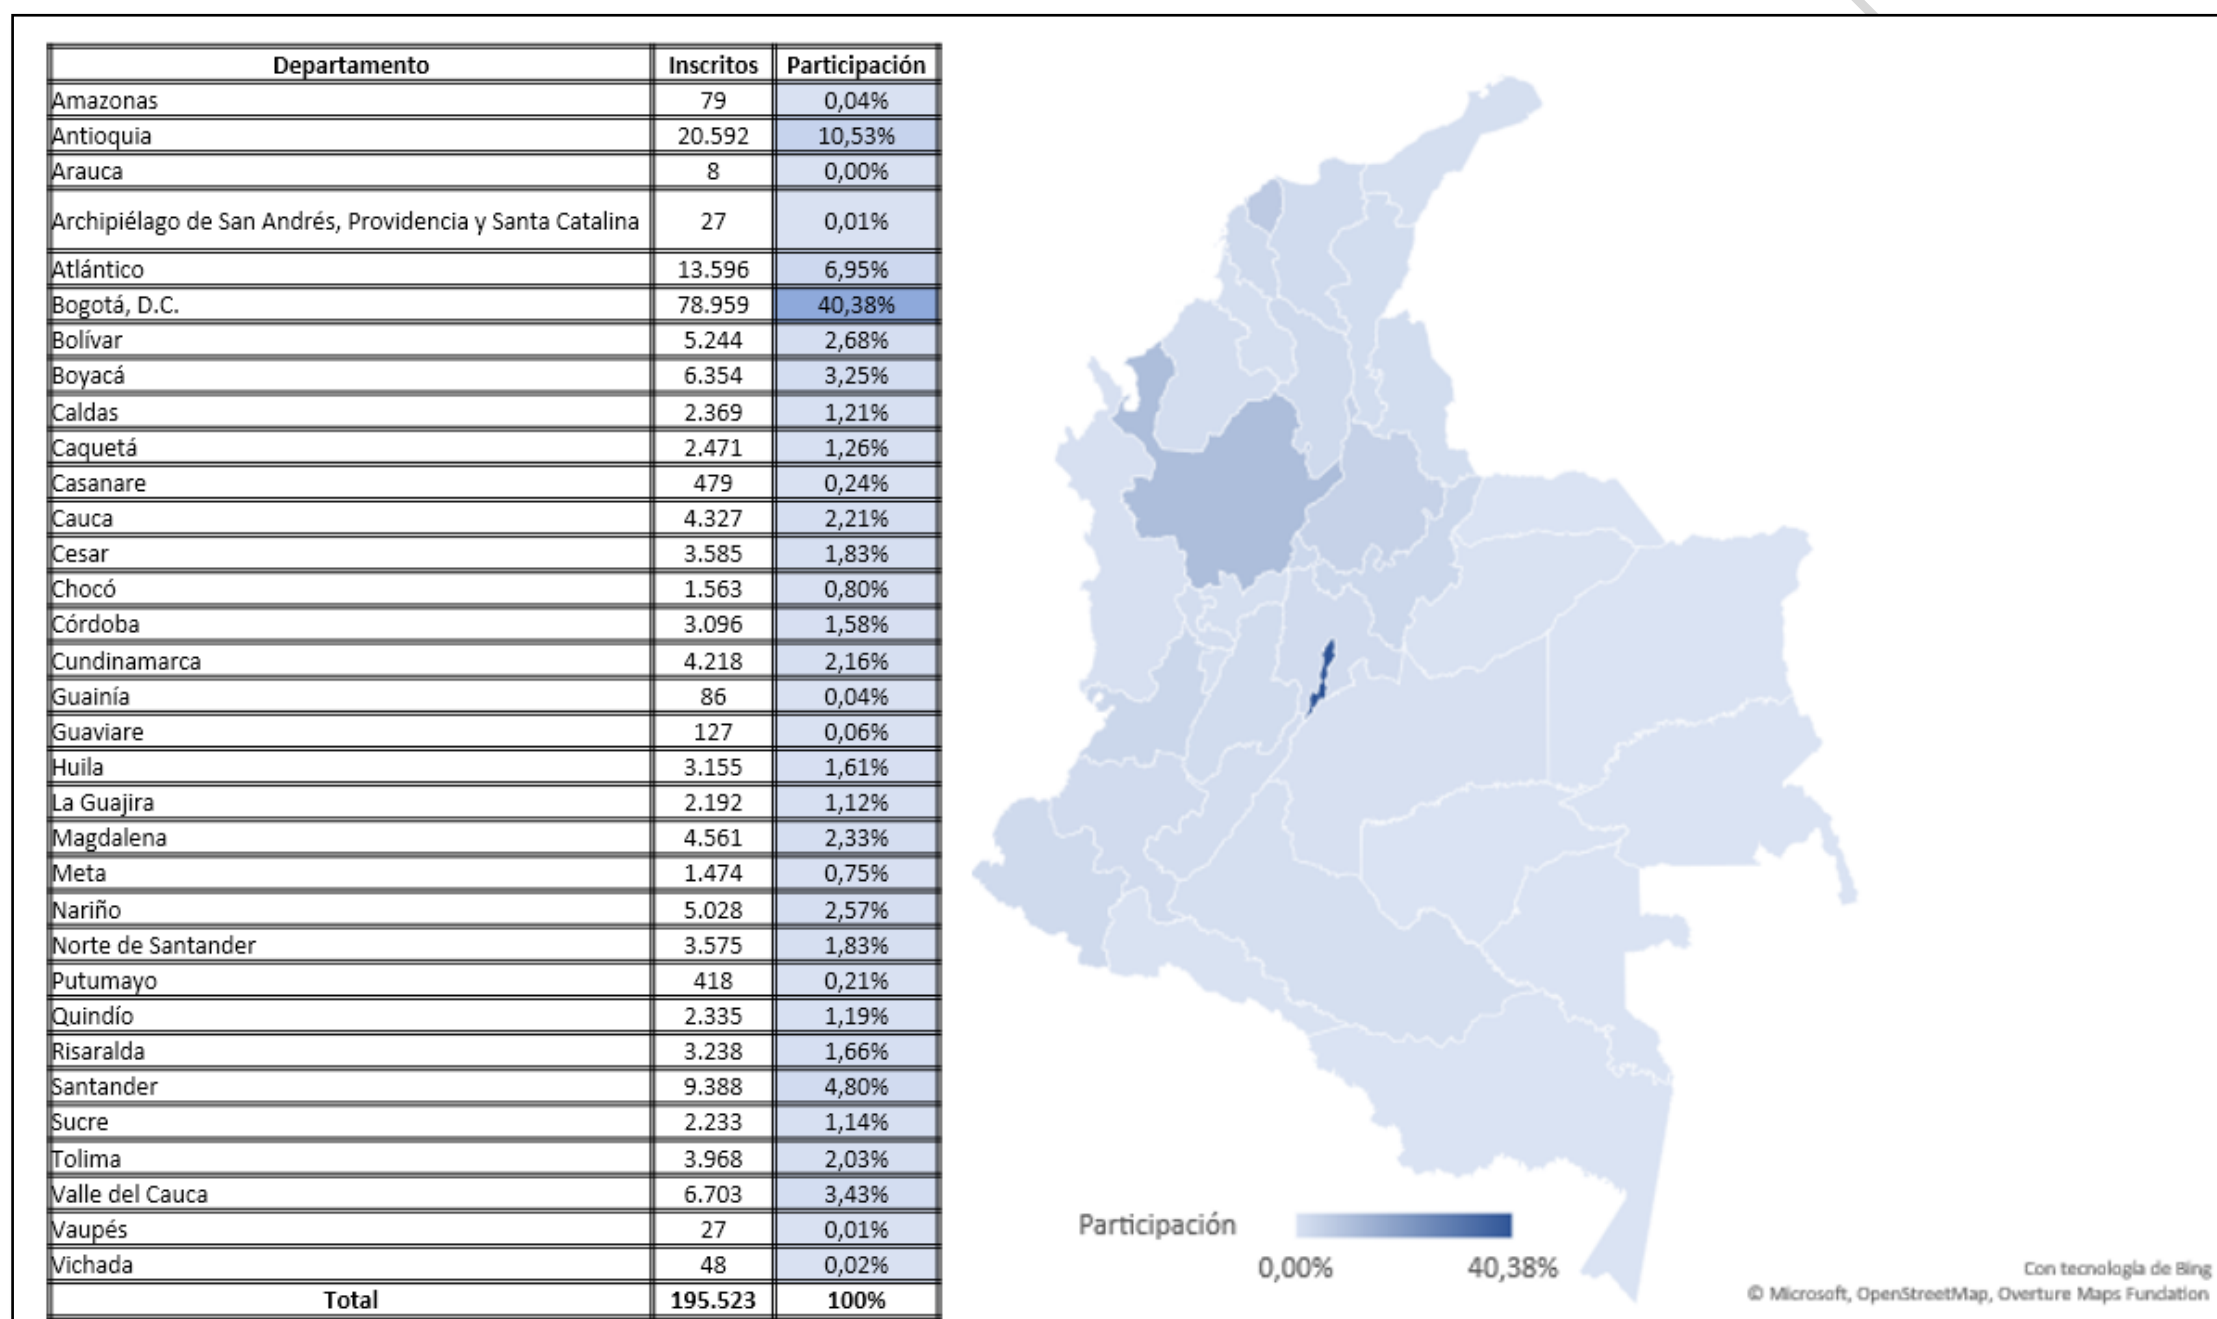 Departamento Inscritos Participación
Amazonas 79 0,04%
Antioquia 20.592 10,53%
Arauca 8 0,00%
Archipiélago de San Andrés, Providencia y Santa Catalina 27 0,01%
Atlántico 13.596 6,95%
Bogotá, D.C. 78.959 40,38%
Bolívar 5.244 2,68%
Boyacá 6.354 3,25%
Caldas 2.369 1,21%
Caquetá 2.471 1,26%
Casanare 479 0,24%
Cauca 4.327 2,21%
Cesar 3.585 1,83%
Chocó 1.563 0,80%
Córdoba 3.096 1,58%
Cundinamarca 4.218 2,16%
Guainía 86 0,04%
Guaviare 127 0,06%
Huila 3.155 1,61%
La Guajira 2.192 1,12%
Magdalena 4.561 2,33%
Meta 1.474 0,75%
Nariño 5.028 2,57%
Norte de Santander 3.575 1,83%
Putumayo 418 0,21%
Quindío 2.335 1,19%
Risaralda 3.238 1,66%
Santander 9.388 4,80%
Sucre 2.233 1,14%
Tolima 3.968 2,03%
Valle del Cauca 6.703 3,43%
Vaupés 27 0,01%
Vichada 48 0,02%
Total 195.523 100%
Participación
0,00% 40,38%
Con tecnología de Bing
© Microsoft, OpenStreetMap, Overture Maps Fundation